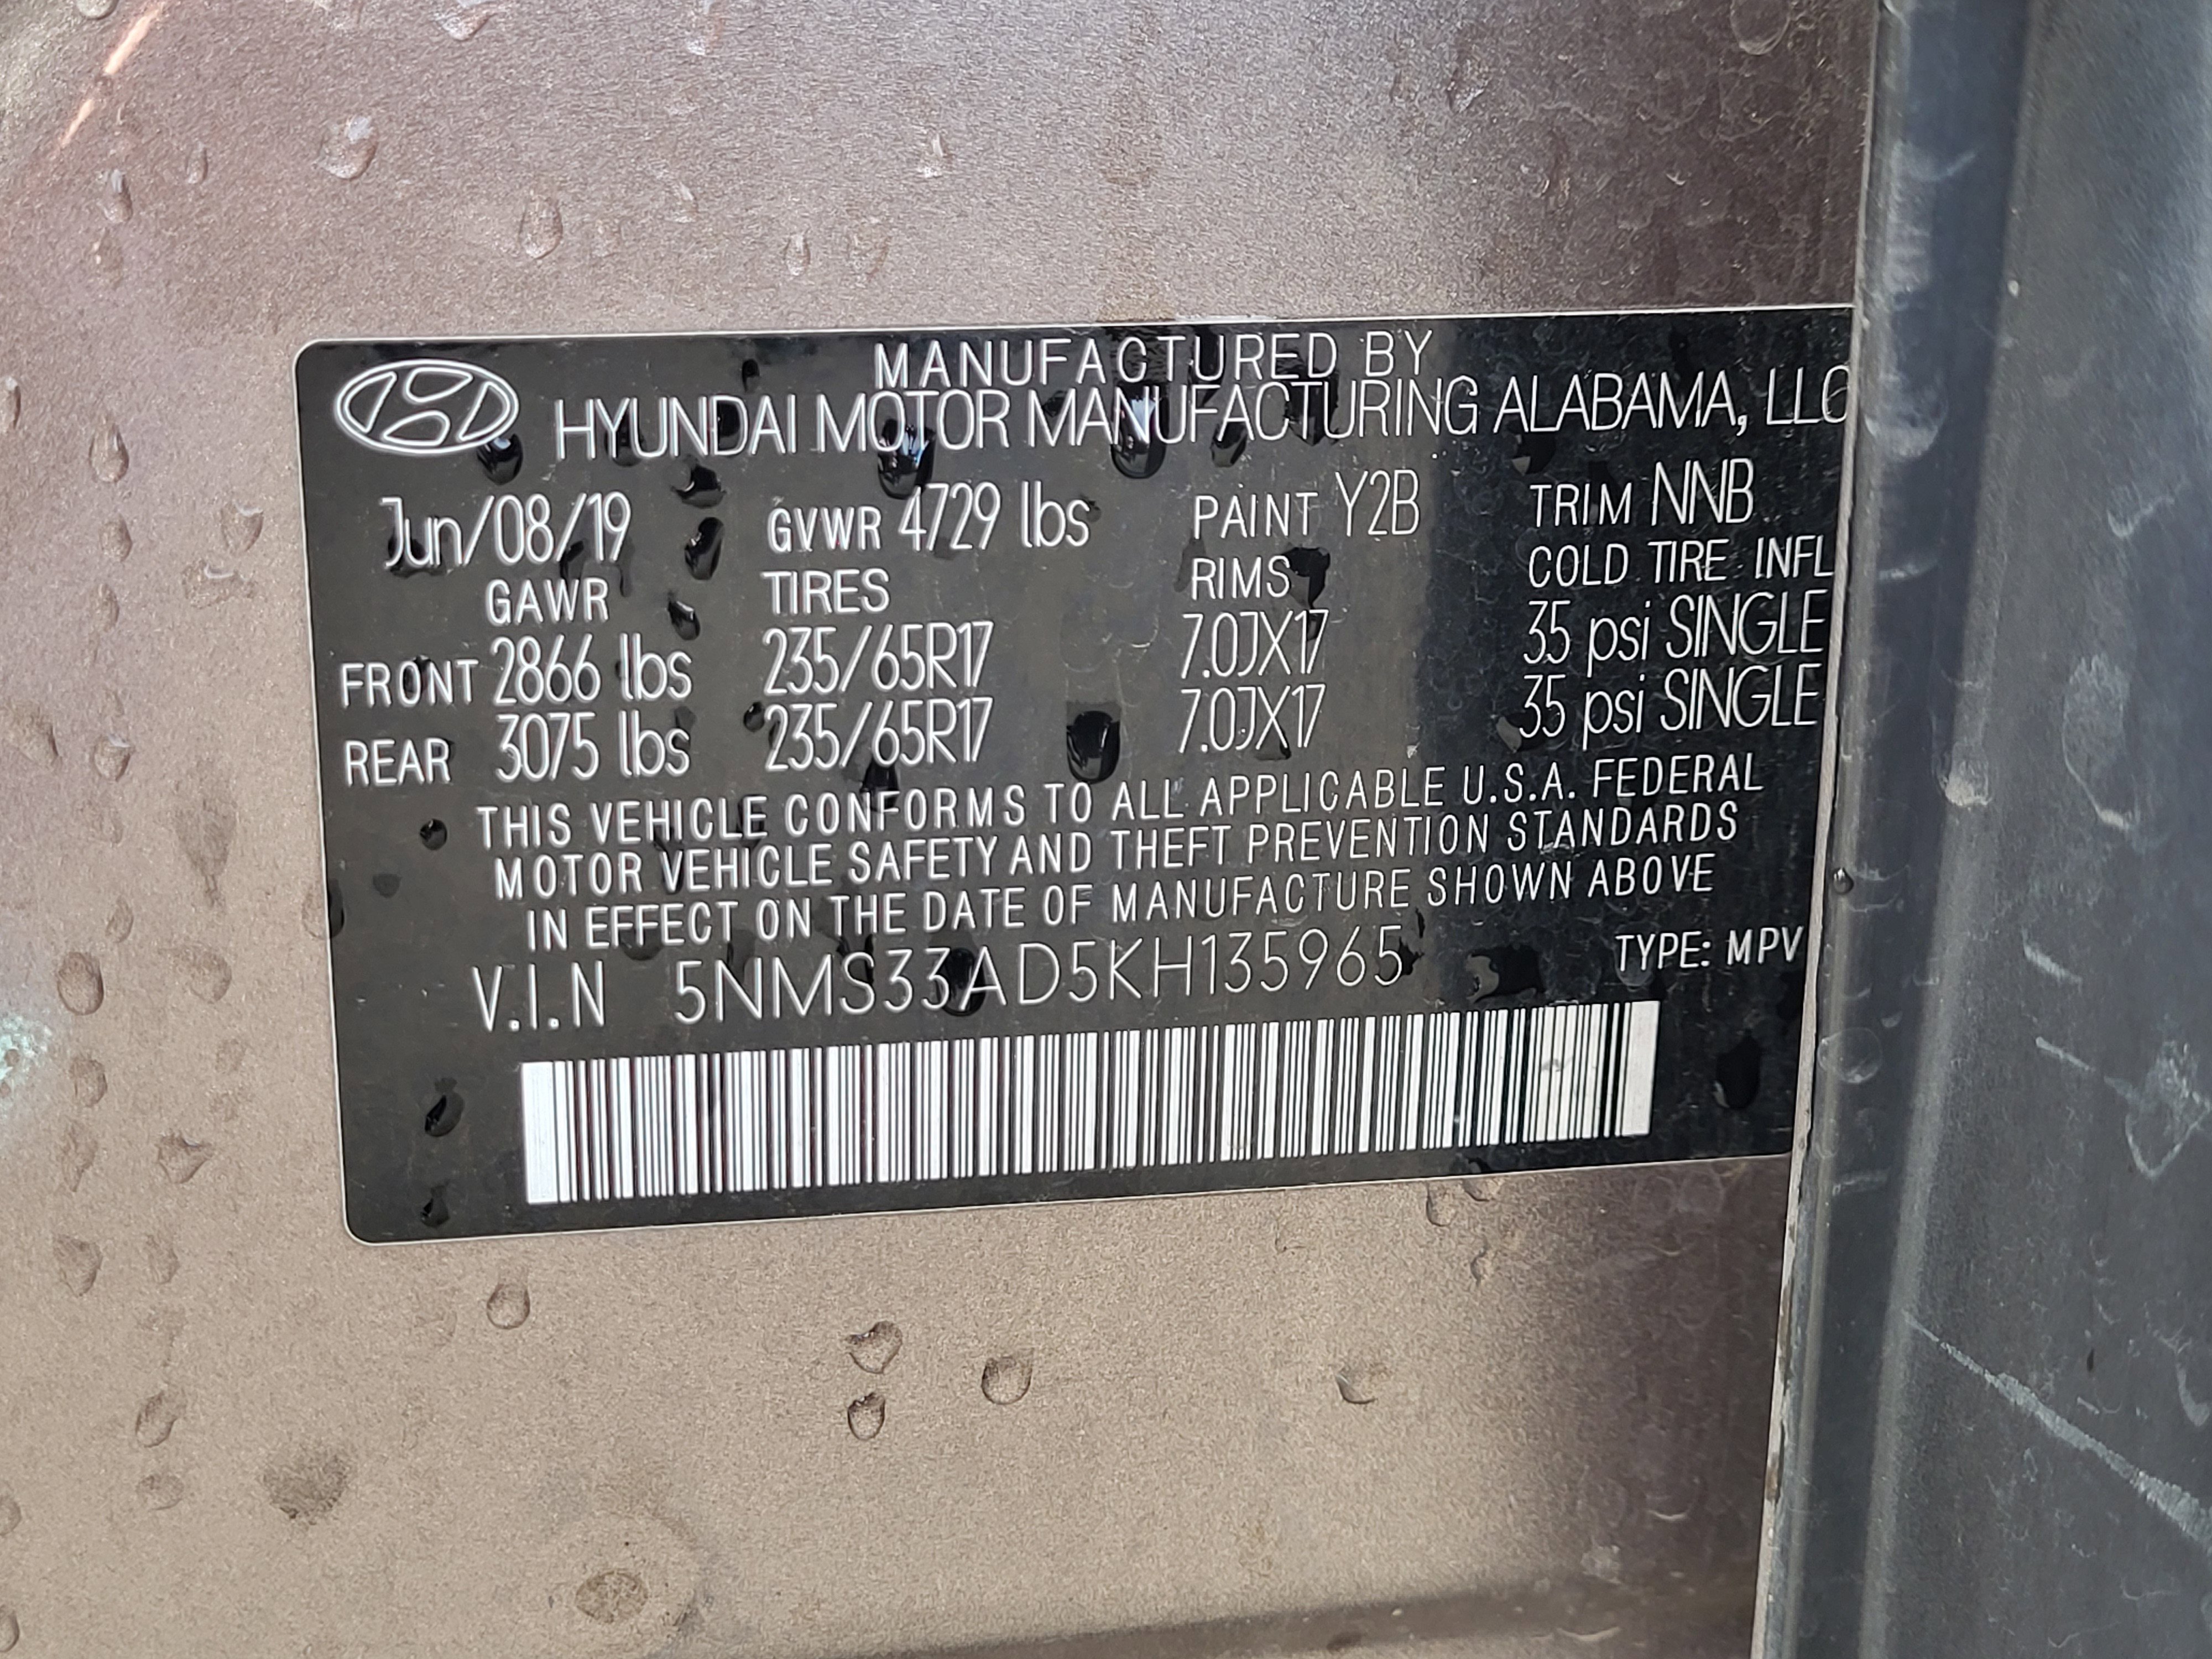 MANUFACTURED BY
HYUNDAI MOTOR MANUFACTURING ALABAMA, LLC
Jun/08/19 GVWR 4729 lbs PAINT Y2B TRIM NNB
GAWR TIRES RIMS COLD TIRE INFL
FRONT 2866 lbs 235/65R17 7.0JX17 35 psi SINGLE
REAR 3075 lbs 235/65R17 7.0JX17 35 psi SINGLE
THIS VEHICLE CONFORMS TO ALL APPLICABLE U.S.A. FEDERAL
MOTOR VEHICLE SAFETY AND THEFT PREVENTION STANDARDS
IN EFFECT ON THE DATE OF MANUFACTURE SHOWN ABOVE
V.I.N 5NMS33AD5KH135965 TYPE: MPV